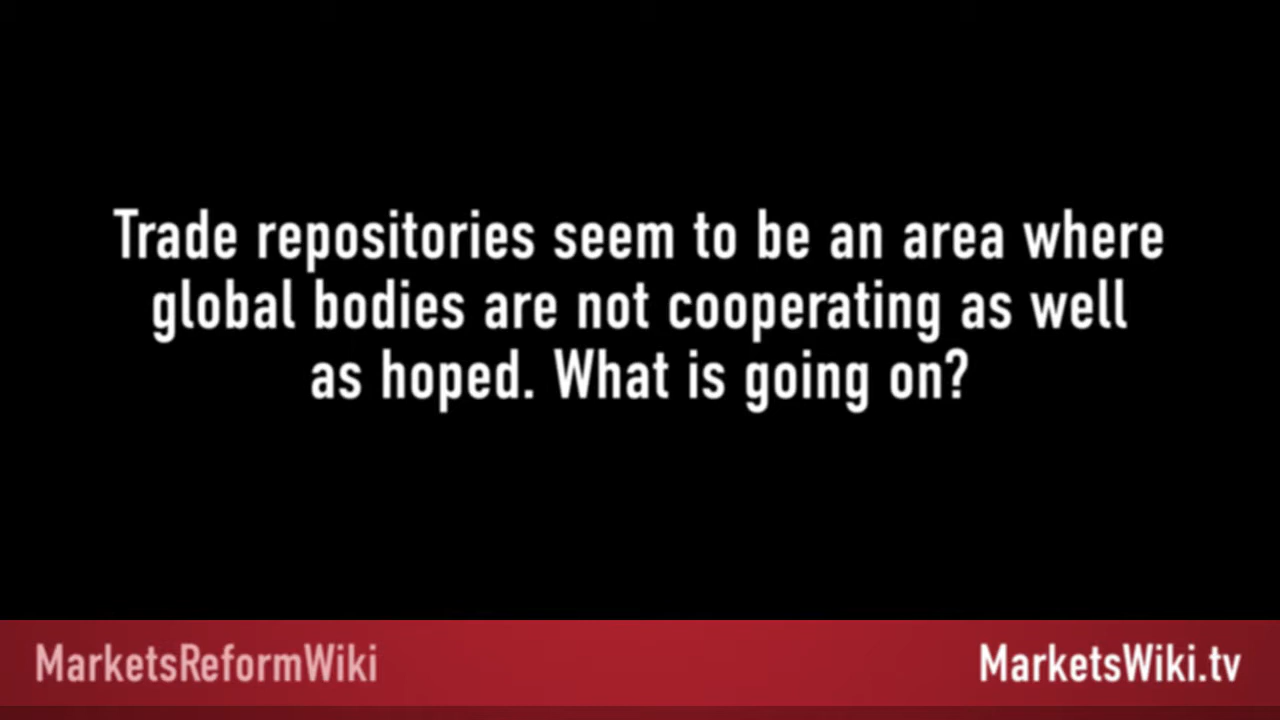 Trade repositories seem to be an area where
global bodies are not cooperating as well
as hoped. What is going on?
MarketsReformWiki
MarketsWiki.tv